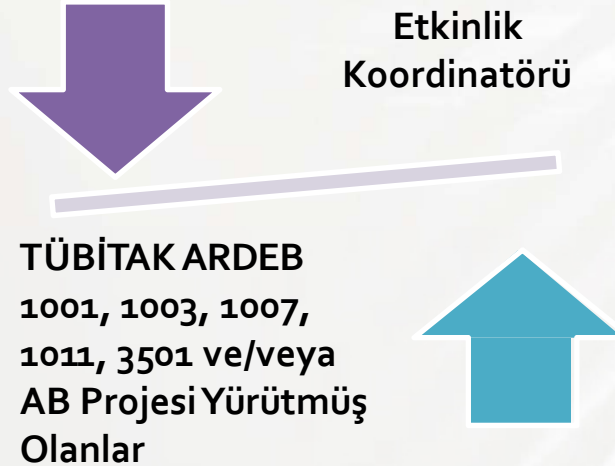 Etkinlik
Koordinatörü
TÜBİTAK ARDEB
1001, 1003, 1007,
1011, 3501 ve/veya
AB Projesi Yürütmüş
Olanlar